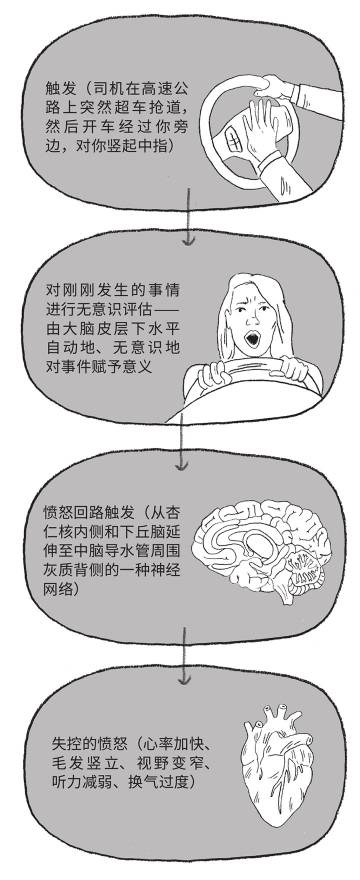 触发（司机在高速公
路上突然超车抢道，
然后开车经过你旁
边，对你竖起中指）
对刚刚发生的事情
进行无意识评估——
由大脑皮层下水平
自动地、无意识地
对事件赋予意义
愤怒回路触发（从杏
仁核内侧和下丘脑延
伸至中脑导水管周围
灰质背侧的一种神经
网络）
失控的愤怒（心率加快、
毛发竖立、视野变窄、
听力减弱、换气过度）